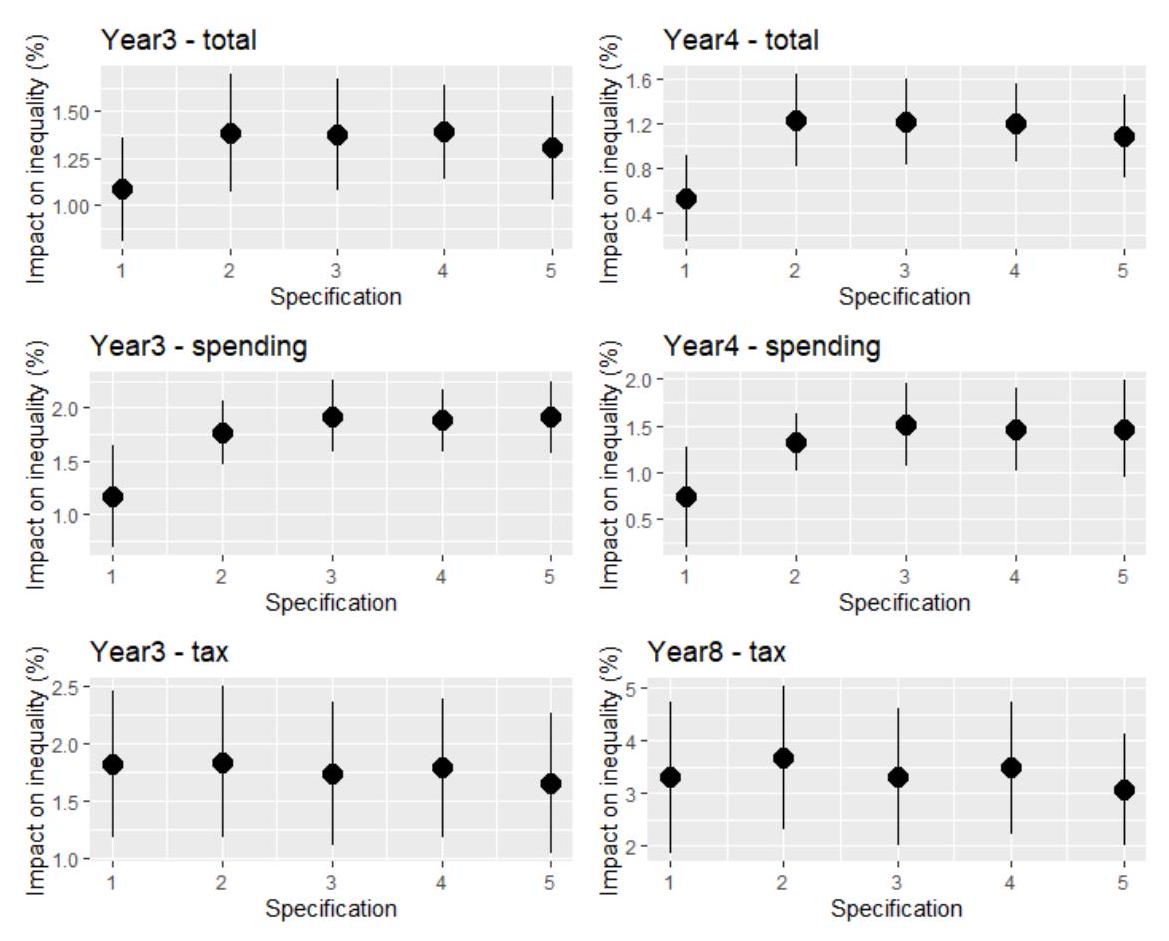 Year3 - total
Impact on inequality (%)
1.50
1.25
1.00
1 2 3 4 5
Specification
Year4 - total
Impact on inequality (%)
1.6
1.2
0.8
0.4
1 2 3 4 5
Specification
Year3 - spending
Impact on inequality (%)
2.0
1.5
1.0
1 2 3 4 5
Specification
Year4 - spending
Impact on inequality (%)
2.0
1.5
1.0
0.5
1 2 3 4 5
Specification
Year3 - tax
Impact on inequality (%)
2.5
2.0
1.5
1.0
1 2 3 4 5
Specification
Year8 - tax
Impact on inequality (%)
5
4
3
2
1 2 3 4 5
Specification